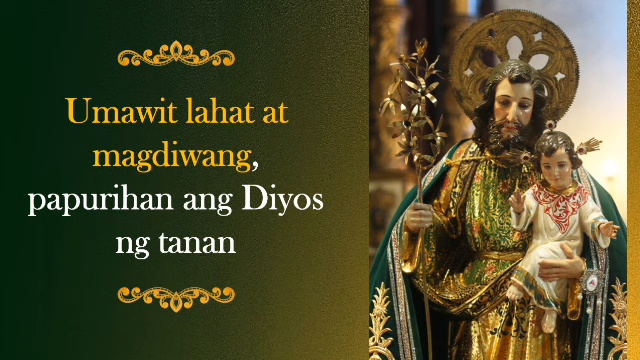 Umawit lahat at
magdiwang,
papurihan ang Diyos
ng tanan